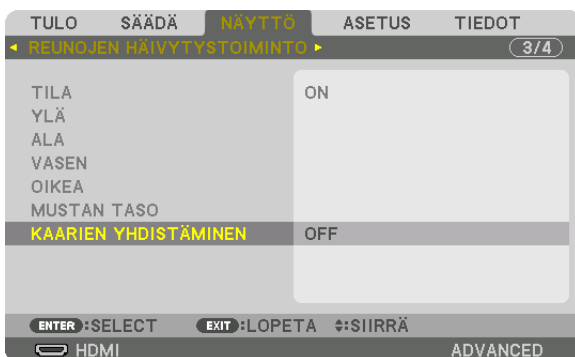 TULO SÄÄDÄ NÄYTTÖ ASETUS TIEDOT
REUNOJEN HÄIVYTYSTOIMINTO 3/4
TILA ON
YLÄ
ALA
VASEN
OIKEA
MUSTAN TASO
KAARIEN YHDISTÄMINEN OFF
ENTER :SELECT EXIT :LOPETA :SIIRRÄ
HDMI ADVANCED